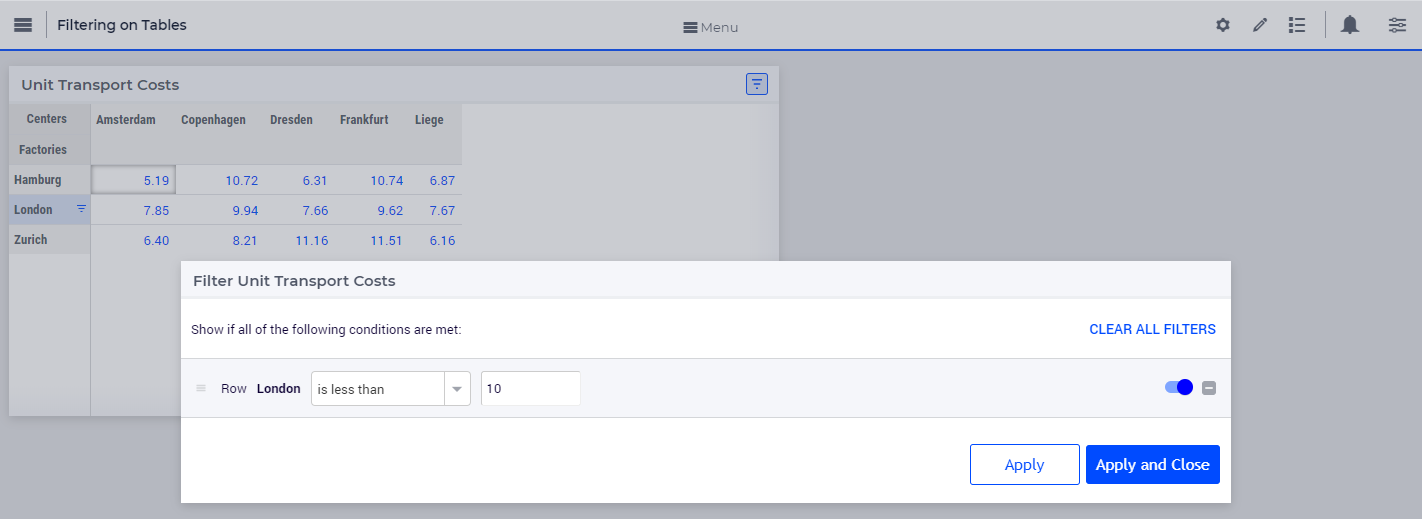 Filtering on Tables
Menu
Unit Transport Costs
Centers Amsterdam Copenhagen Dresden Frankfurt Liege
Factories
Hamburg 5.19 10.72 6.31 10.74 6.87
London 7.85 9.94 7.66 9.62 7.67
Zurich 6.40 8.21 11.16 11.51 6.16
Filter Unit Transport Costs
Show if all of the following conditions are met: CLEAR ALL FILTERS
Row London is less than 10
Apply Apply and Close